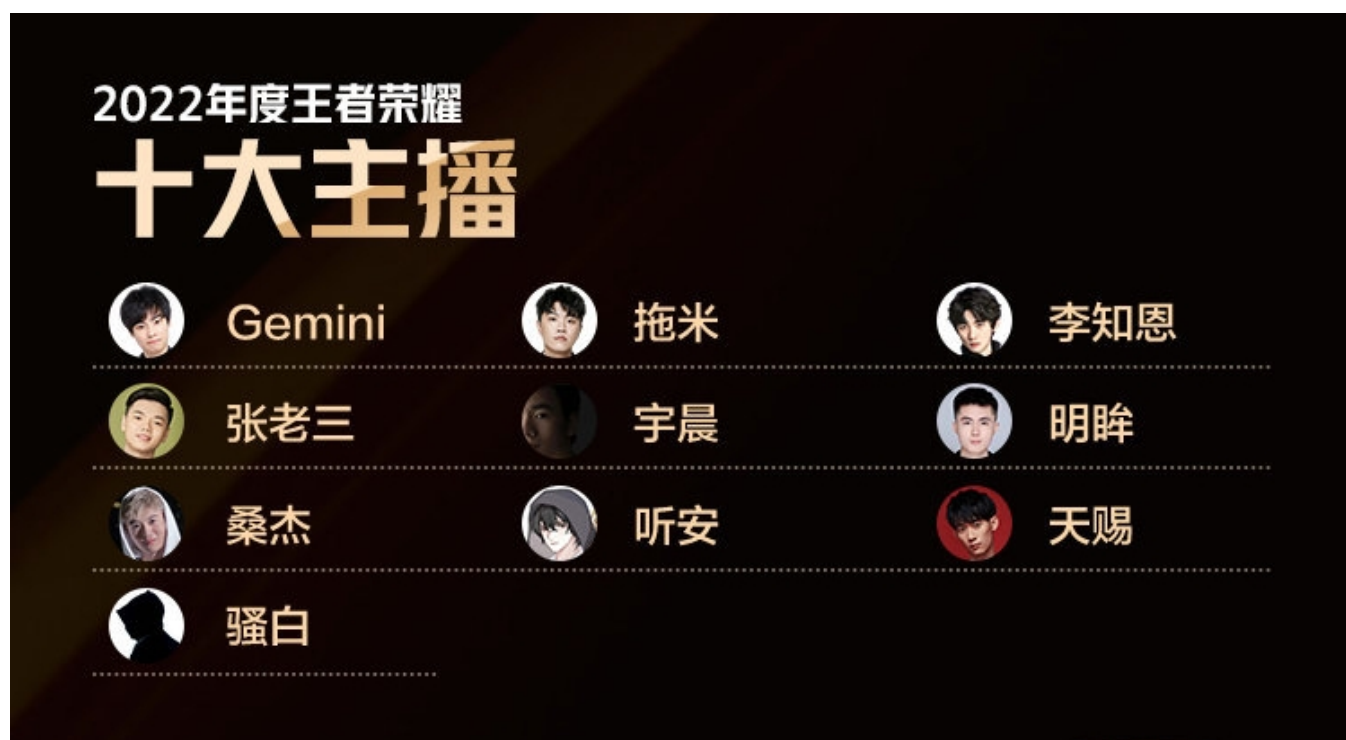 2022年度王者荣耀
十大主播
Gemini 拖米 李知恩
张老三 宇晨 明眸
桑杰 听安 天赐
骚白